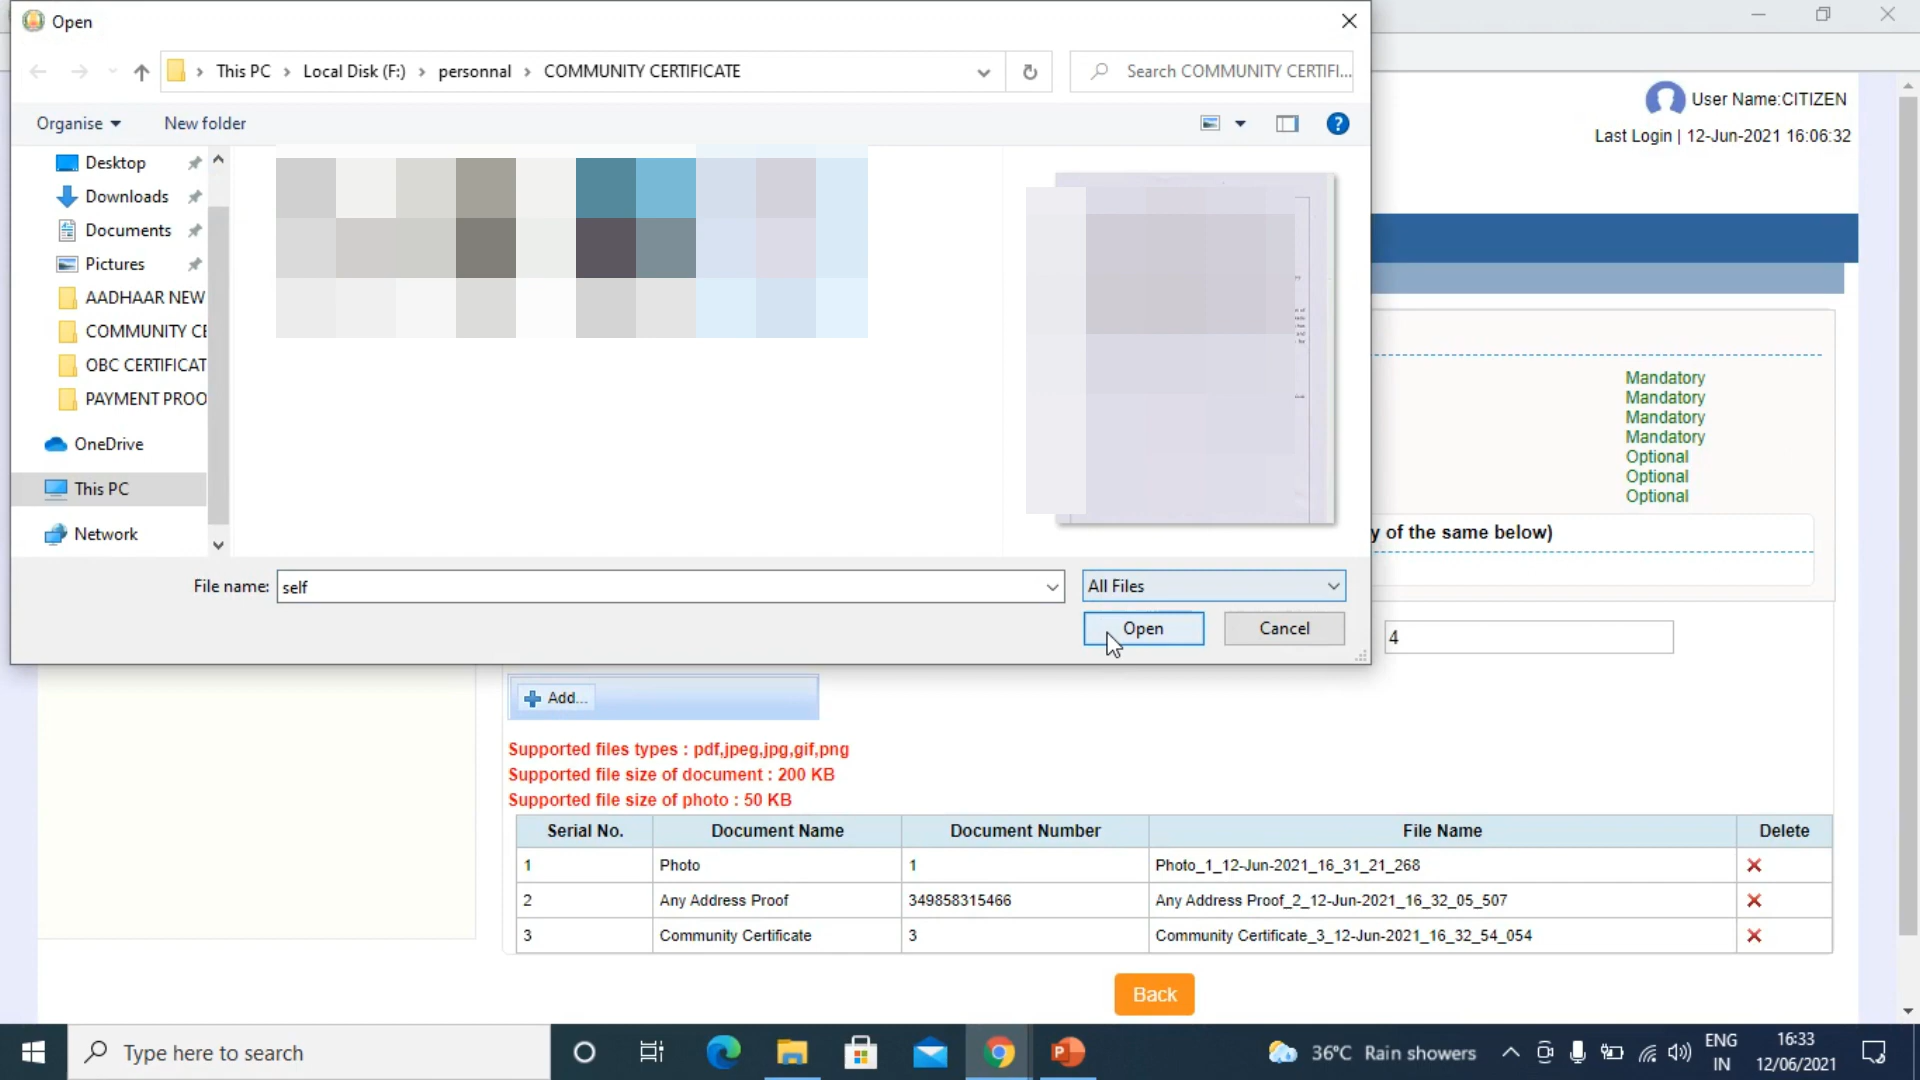 Open
This PC > Local Disk (F:) > personnal > COMMUNITY CERTIFICATE
Search COMMUNITY CERTIFI...
Organise
New folder
?
Desktop
Downloads
Documents
Pictures
AADHAAR NEW
COMMUNITY CE
OBC CERTIFICAT
PAYMENT PROO
OneDrive
This PC
Network
File name:
self
All Files
Open
Cancel
User Name:CITIZEN
Last Login | 12-Jun-2021 16:06:32
Mandatory
Mandatory
Mandatory
Mandatory
Optional
Optional
Optional
y of the same below)
4
Add...
Supported files types : pdf,jpeg,jpg,gif,png
Supported file size of document : 200 KB
Supported file size of photo : 50 KB
Serial No. Document Name Document Number File Name Delete
1 Photo 1 Photo_1_12-Jun-2021_16_31_21_268
2 Any Address Proof 349858315466 Any Address Proof_2_12-Jun-2021_16_32_05_507
3 Community Certificate 3 Community Certificate_3_12-Jun-2021_16_32_54_054
Back
Type here to search
36°C Rain showers
ENG
IN
16:33
12/06/2021